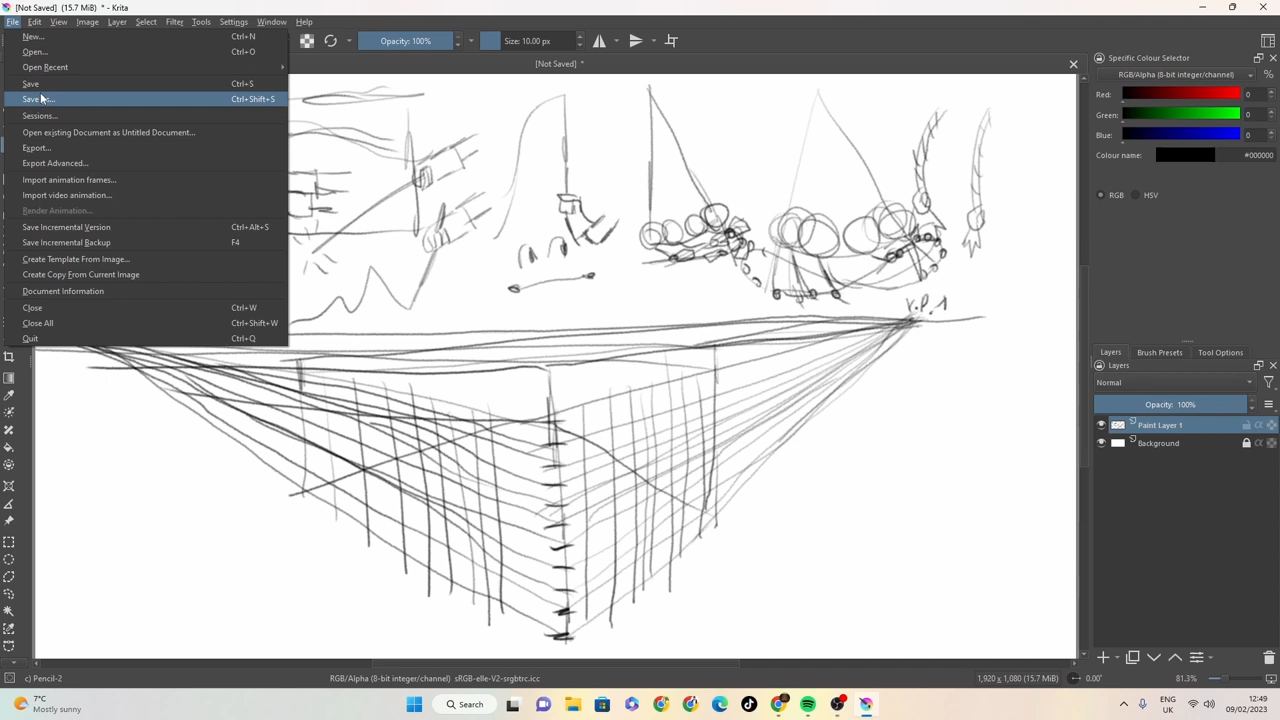 [Not Saved] (15.7 MiB) * - Krita
File Edit View Image Layer Select Filter Tools Settings Window Help
New... Ctrl+N
Open... Ctrl+O
Open Recent
Save Ctrl+S
Save ... Ctrl+Shift+S
Sessions...
Open existing Document as Untitled Document...
Export...
Export Advanced...
Import animation frames...
Import video animation...
Render Animation...
Save Incremental Version Ctrl+Alt+S
Save Incremental Backup F4
Create Template From Image...
Create Copy From Current Image
Document Information
Close Ctrl+W
Close All Ctrl+Shift+W
Quit Ctrl+Q
Opacity: 100% Size: 10.00 px
[Not Saved] *
V.P. 1
Specific Colour Selector
RGB/Alpha (8-bit integer/channel)
Red: 0
Green: 0
Blue: 0
Colour name: #000000
RGB HSV
Layers Brush Presets Tool Options
Layers
Normal
Opacity: 100%
Paint Layer 1
Background
c) Pencil-2 RGB/Alpha (8-bit integer/channel) sRGB-elle-V2-srgbtrc.icc 1,920 x 1,080 (15.7 MiB) 0.00° 81.3%
7°C
Mostly sunny
Search
ENG
UK
12:49
09/02/2023